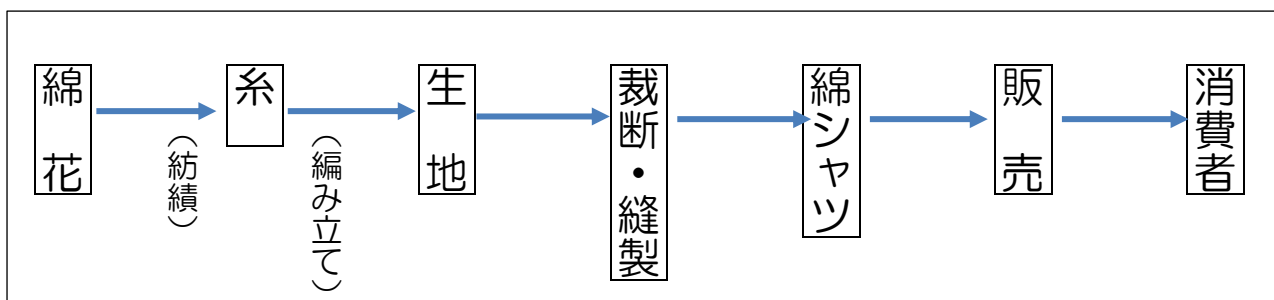 綿花
（紡績）
糸
（編み立て）
生地
裁断・縫製
綿シャツ
販売
消費者